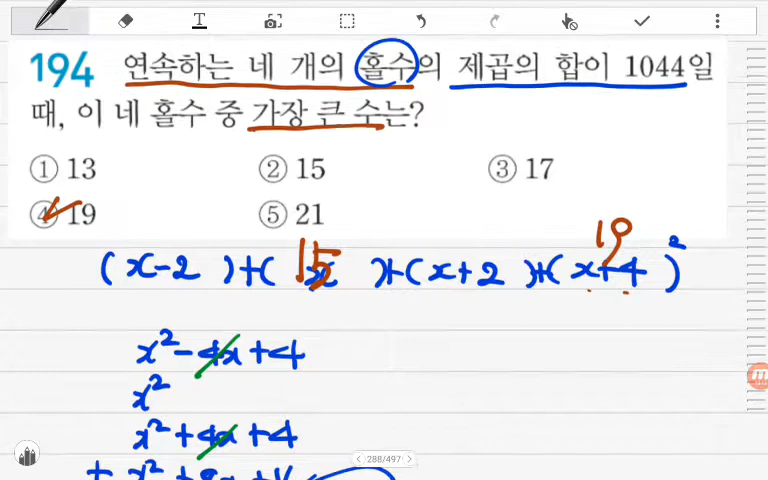 194 연속하는 네 개의 홀수의 제곱의 합이 1044일
때, 이 네 홀수 중 가장 큰 수는?
① 13 ② 15 ③ 17
④ 19 ⑤ 21
15 19
(x-2 )+( x )+(x+2 )+(x+4 )²
x²-4x+4
x²
x²+4x+4
288/497